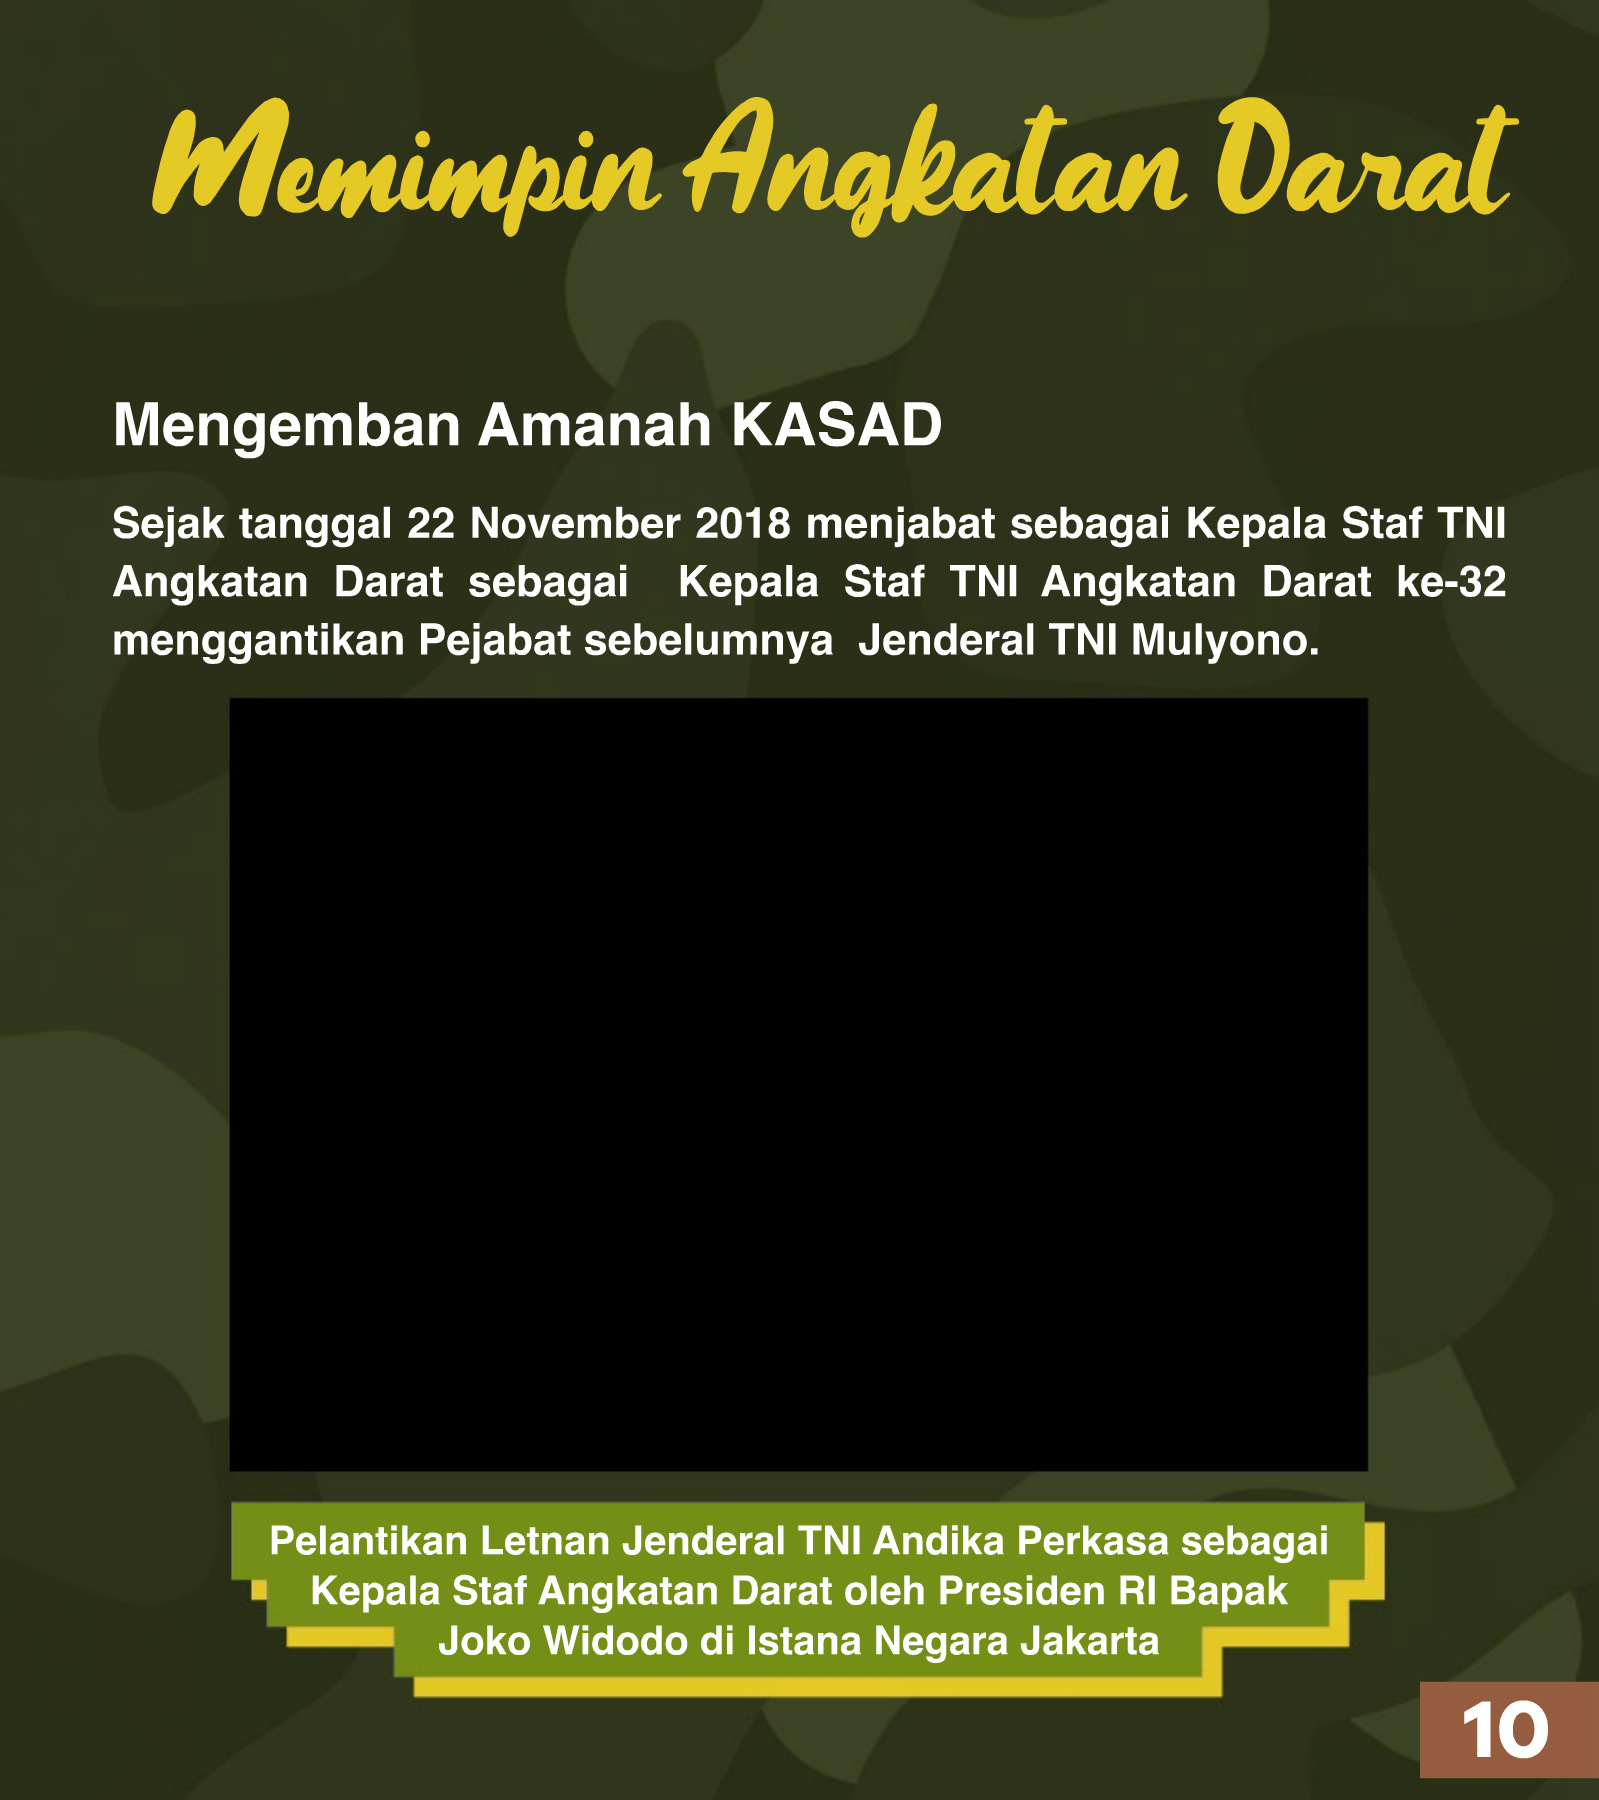 Memimpin Angkatan Darat
Mengemban Amanah KASAD
Sejak tanggal 22 November 2018 menjabat sebagai Kepala Staf TNI
Angkatan Darat sebagai Kepala Staf TNI Angkatan Darat ke-32
menggantikan Pejabat sebelumnya Jenderal TNI Mulyono.
Pelantikan Letnan Jenderal TNI Andika Perkasa sebagai
Kepala Staf Angkatan Darat oleh Presiden RI Bapak
Joko Widodo di Istana Negara Jakarta
10